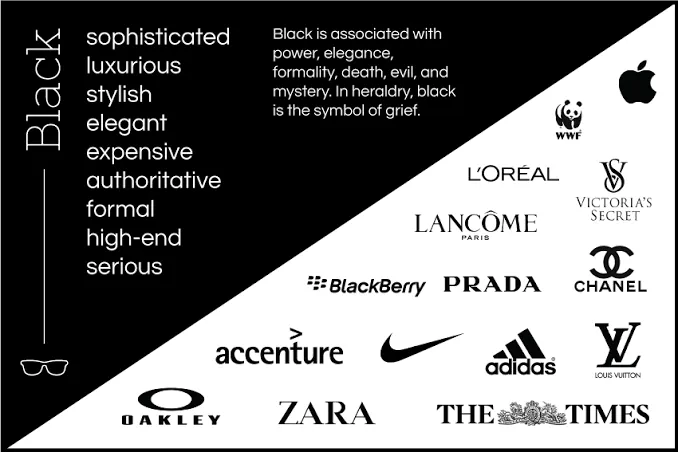 Black
sophisticated
luxurious
stylish
elegant
expensive
authoritative
formal
high-end
serious
Black is associated with
power, elegance,
formality, death, evil, and
mystery. In heraldry, black
is the symbol of grief.
WWF
L'ORÉAL
VS
VICTORIA'S
SECRET
LANCÔME
PARIS
BlackBerry
PRADA
CHANEL
accenture
>
adidas
LV
LOUIS VUITTON
OAKLEY
ZARA
THE TIMES